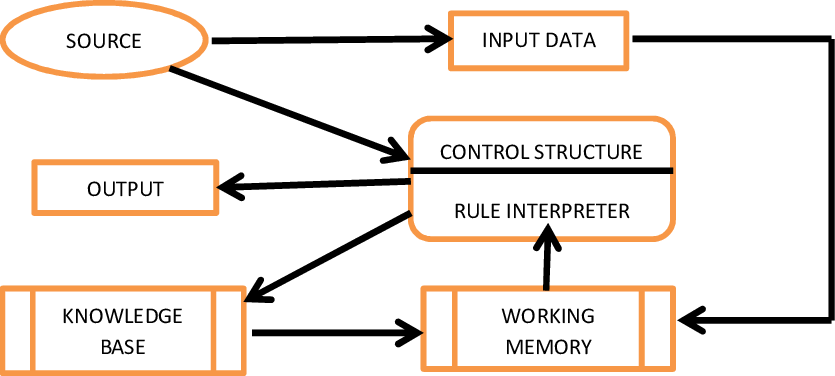 SOURCE
INPUT DATA
CONTROL STRUCTURE
OUTPUT
RULE INTERPRETER
KNOWLEDGE
BASE
WORKING
MEMORY